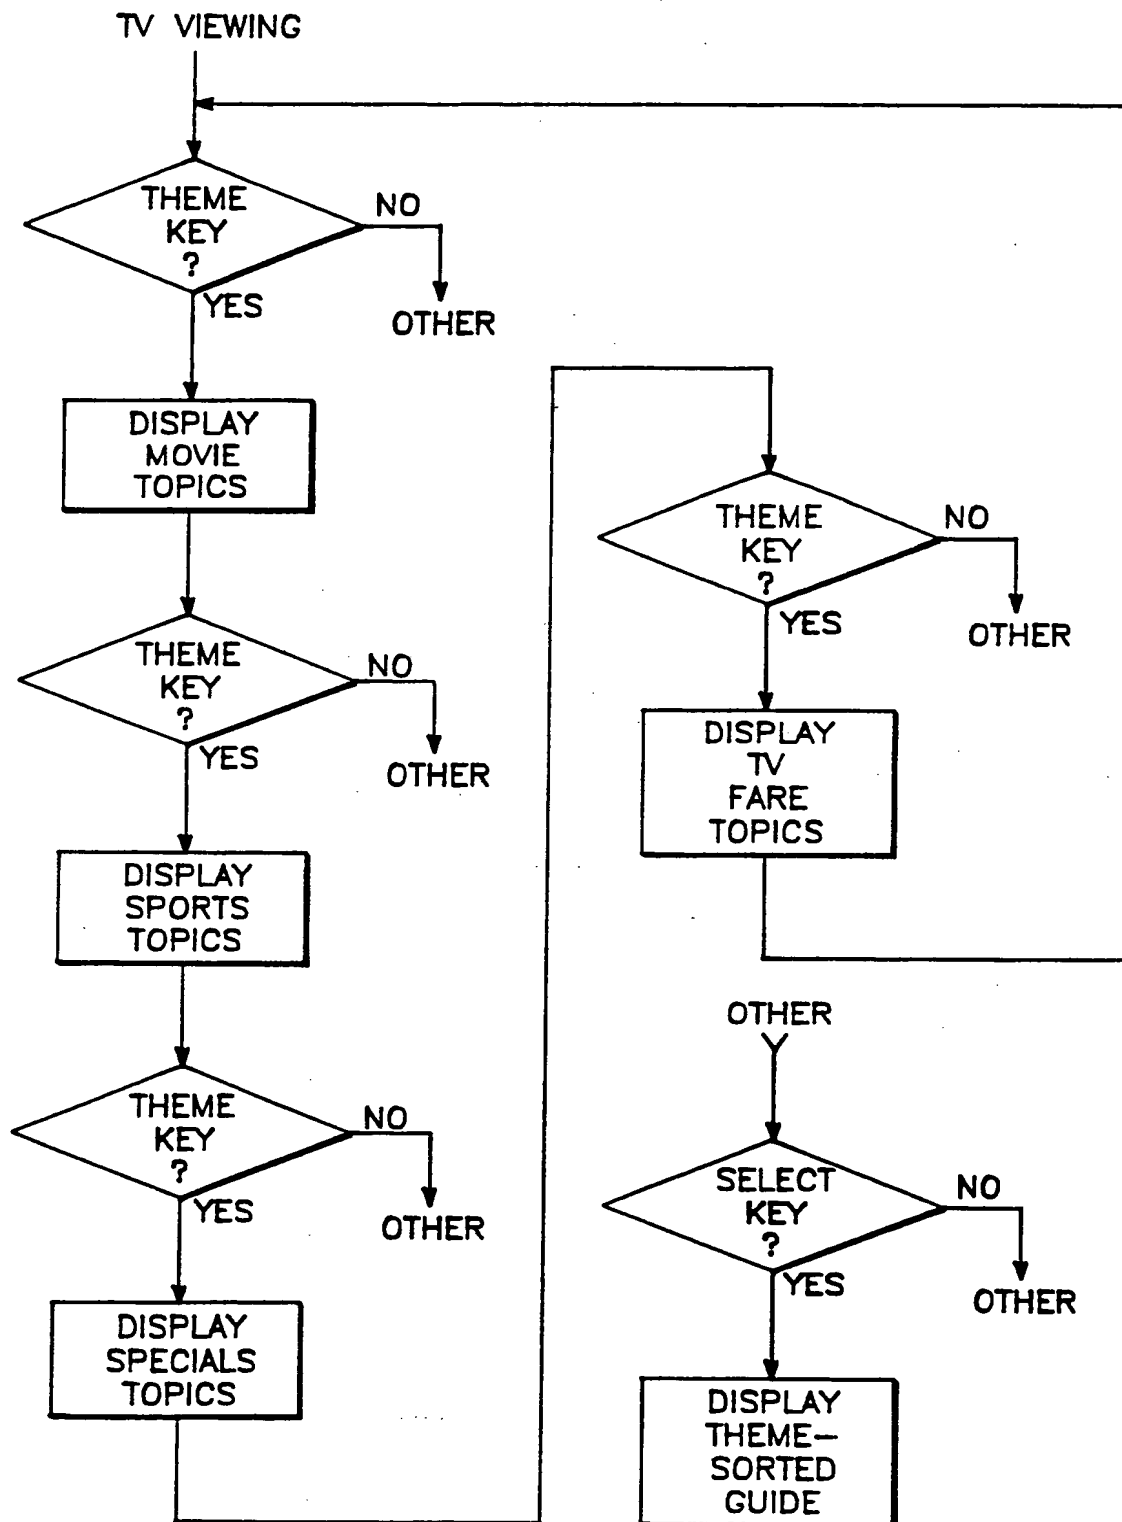 TV VIEWING
THEME
KEY
?
NO
YES
OTHER
DISPLAY
MOVIE
TOPICS
THEME
KEY
?
NO
YES
OTHER
DISPLAY
SPORTS
TOPICS
THEME
KEY
?
NO
YES
OTHER
DISPLAY
SPECIALS
TOPICS
THEME
KEY
?
NO
YES
OTHER
DISPLAY
TV
FARE
TOPICS
OTHER
SELECT
KEY
?
NO
YES
OTHER
DISPLAY
THEME-
SORTED
GUIDE